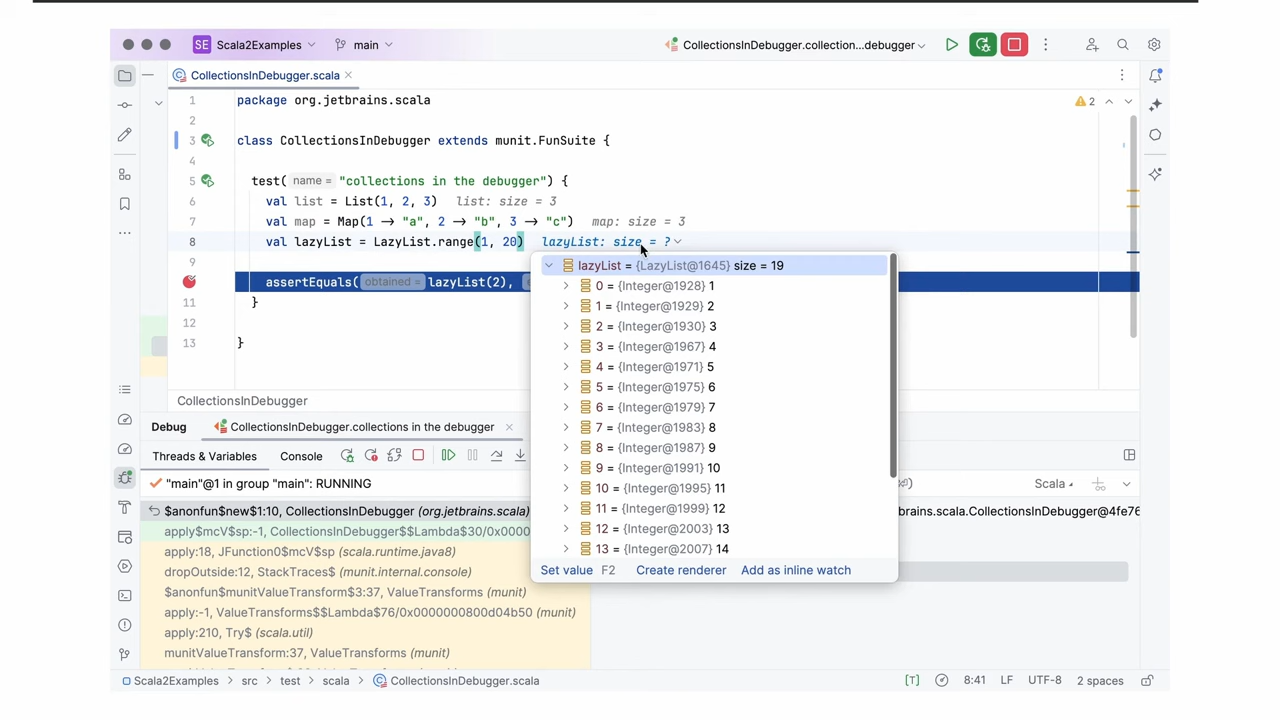 SE Scala2Examples main CollectionsInDebugger.collection...debugger
CollectionsInDebugger.scala
1 package org.jetbrains.scala
2
3 class CollectionsInDebugger extends munit.FunSuite {
4
5 test( name = "collections in the debugger") {
6 val list = List(1, 2, 3) list: size = 3
7 val map = Map(1 → "a", 2 → "b", 3 → "c") map: size = 3
8 val lazyList = LazyList.range(1, 20) lazyList: size = ?
9
assertEquals( obtained = lazyList(2),
11 }
12
13 }
2
lazyList = {LazyList@1645} size = 19
0 = {Integer@1928} 1
1 = {Integer@1929} 2
2 = {Integer@1930} 3
3 = {Integer@1967} 4
4 = {Integer@1971} 5
5 = {Integer@1975} 6
6 = {Integer@1979} 7
7 = {Integer@1983} 8
8 = {Integer@1987} 9
9 = {Integer@1991} 10
10 = {Integer@1995} 11
11 = {Integer@1999} 12
12 = {Integer@2003} 13
13 = {Integer@2007} 14
Set value F2 Create renderer Add as inline watch
CollectionsInDebugger
Debug CollectionsInDebugger.collections in the debugger
Threads & Variables Console
"main"@1 in group "main": RUNNING
Scala
$anonfun$new$1:10, CollectionsInDebugger (org.jetbrains.scala)
org.jetbrains.scala.CollectionsInDebugger@4fe76
apply$mcV$sp:-1, CollectionsInDebugger$$Lambda$30/0x0000
apply:18, JFunction0$mcV$sp (scala.runtime.java8)
dropOutside:12, StackTraces$ (munit.internal.console)
$anonfun$munitValueTransform$3:37, ValueTransforms (munit)
apply:-1, ValueTransforms$$Lambda$76/0x0000000800d04b50 (munit)
apply:210, Try$ (scala.util)
munitValueTransform:37, ValueTransforms (munit)
Scala2Examples > src > test > scala > CollectionsInDebugger.scala
[T] 8:41 LF UTF-8 2 spaces